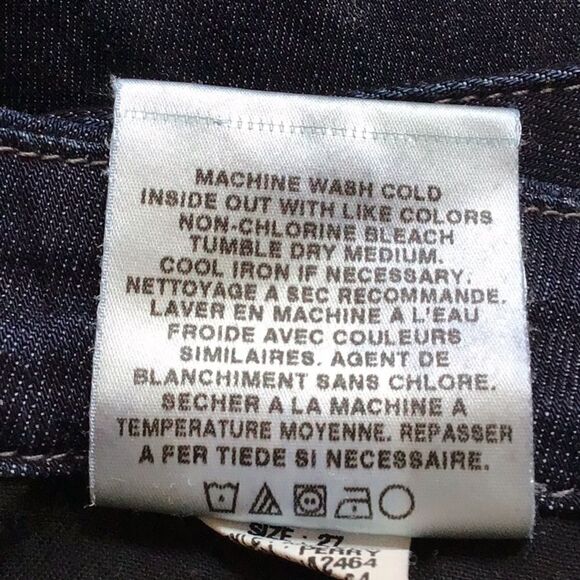 MACHINE WASH COLD
INSIDE OUT WITH LIKE COLORS
NON-CHLORINE BLEACH
TUMBLE DRY MEDIUM.
COOL IRON IF NECESSARY.
NETTOYAGE A SEC RECOMMANDE.
LAVER EN MACHINE A L'EAU
FROIDE AVEC COULEURS
SIMILAIRES. AGENT DE
BLANCHIMENT SANS CHLORE.
SECHER A LA MACHINE A
TEMPERATURE MOYENNE. REPASSER
A FER TIEDE SI NECESSAIRE.
SIZE: 27
PERRY